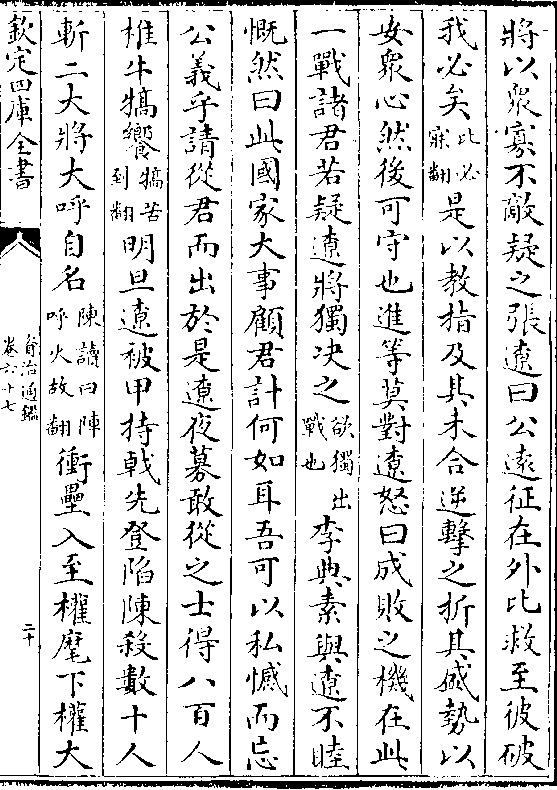 將以衆寡不敵疑之張遼曰公遠征在外比救至彼破
我必矣比必寐翻是以教指及其未合逆擊之折其威勢以
安衆心然後可守也進等莫對遼怒曰成敗之機在此
一戰諸君若疑遼將獨決之欲獨出戰也李典素與遼不睦
慨然曰此國家大事顧君計何如耳吾可以私憾而忘
公義乎請從君而出於是遼夜募敢從之士得八百人
椎牛犒饗犒苦到翻明旦遼被甲持戟先登陷陳殺數十人
斬二大將大呼自名陳讀曰陣呼火故翻衝壘入至權麾下權大
欽定四庫全書
資治通鑑
卷六十七
二十